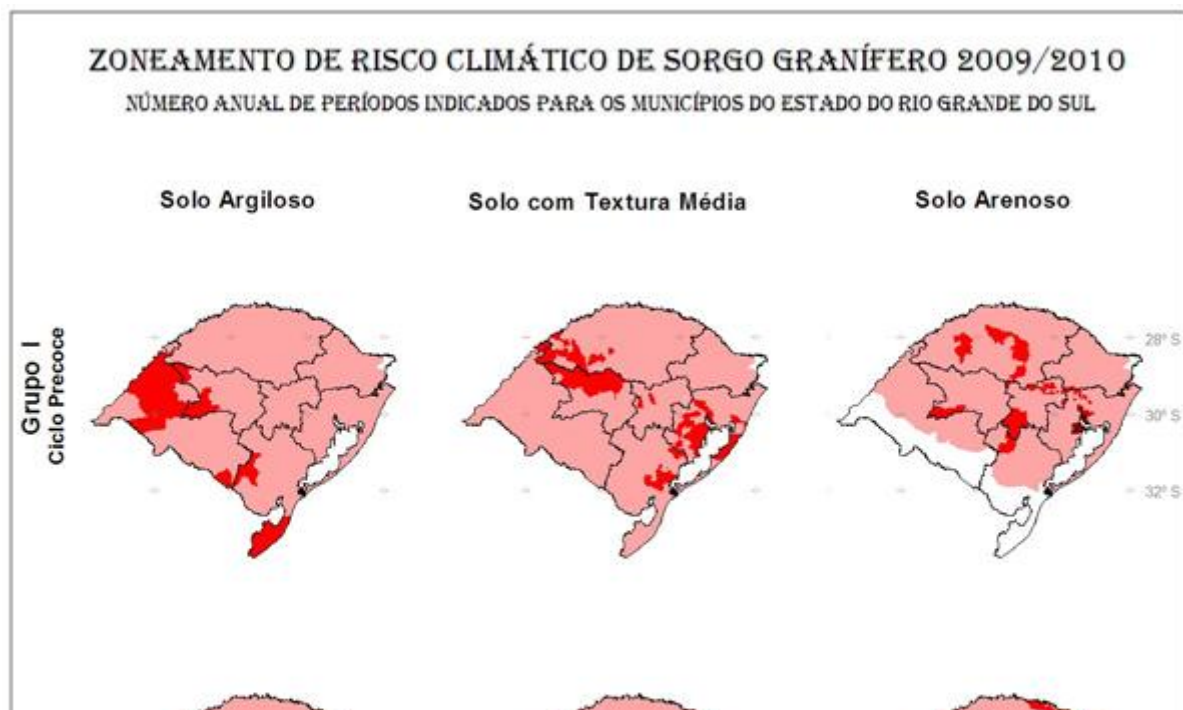 ZONEAMENTO DE RISCO CLIMÁTICO DE SORGO GRANÍFERO 2009/2010
NÚMERO ANUAL DE PERÍODOS INDICADOS PARA OS MUNICÍPIOS DO ESTADO DO RIO GRANDE DO SUL
Solo Argiloso
Solo com Textura Média
Solo Arenoso
Grupo I
Ciclo Precoce
28° S
30° S
32° S